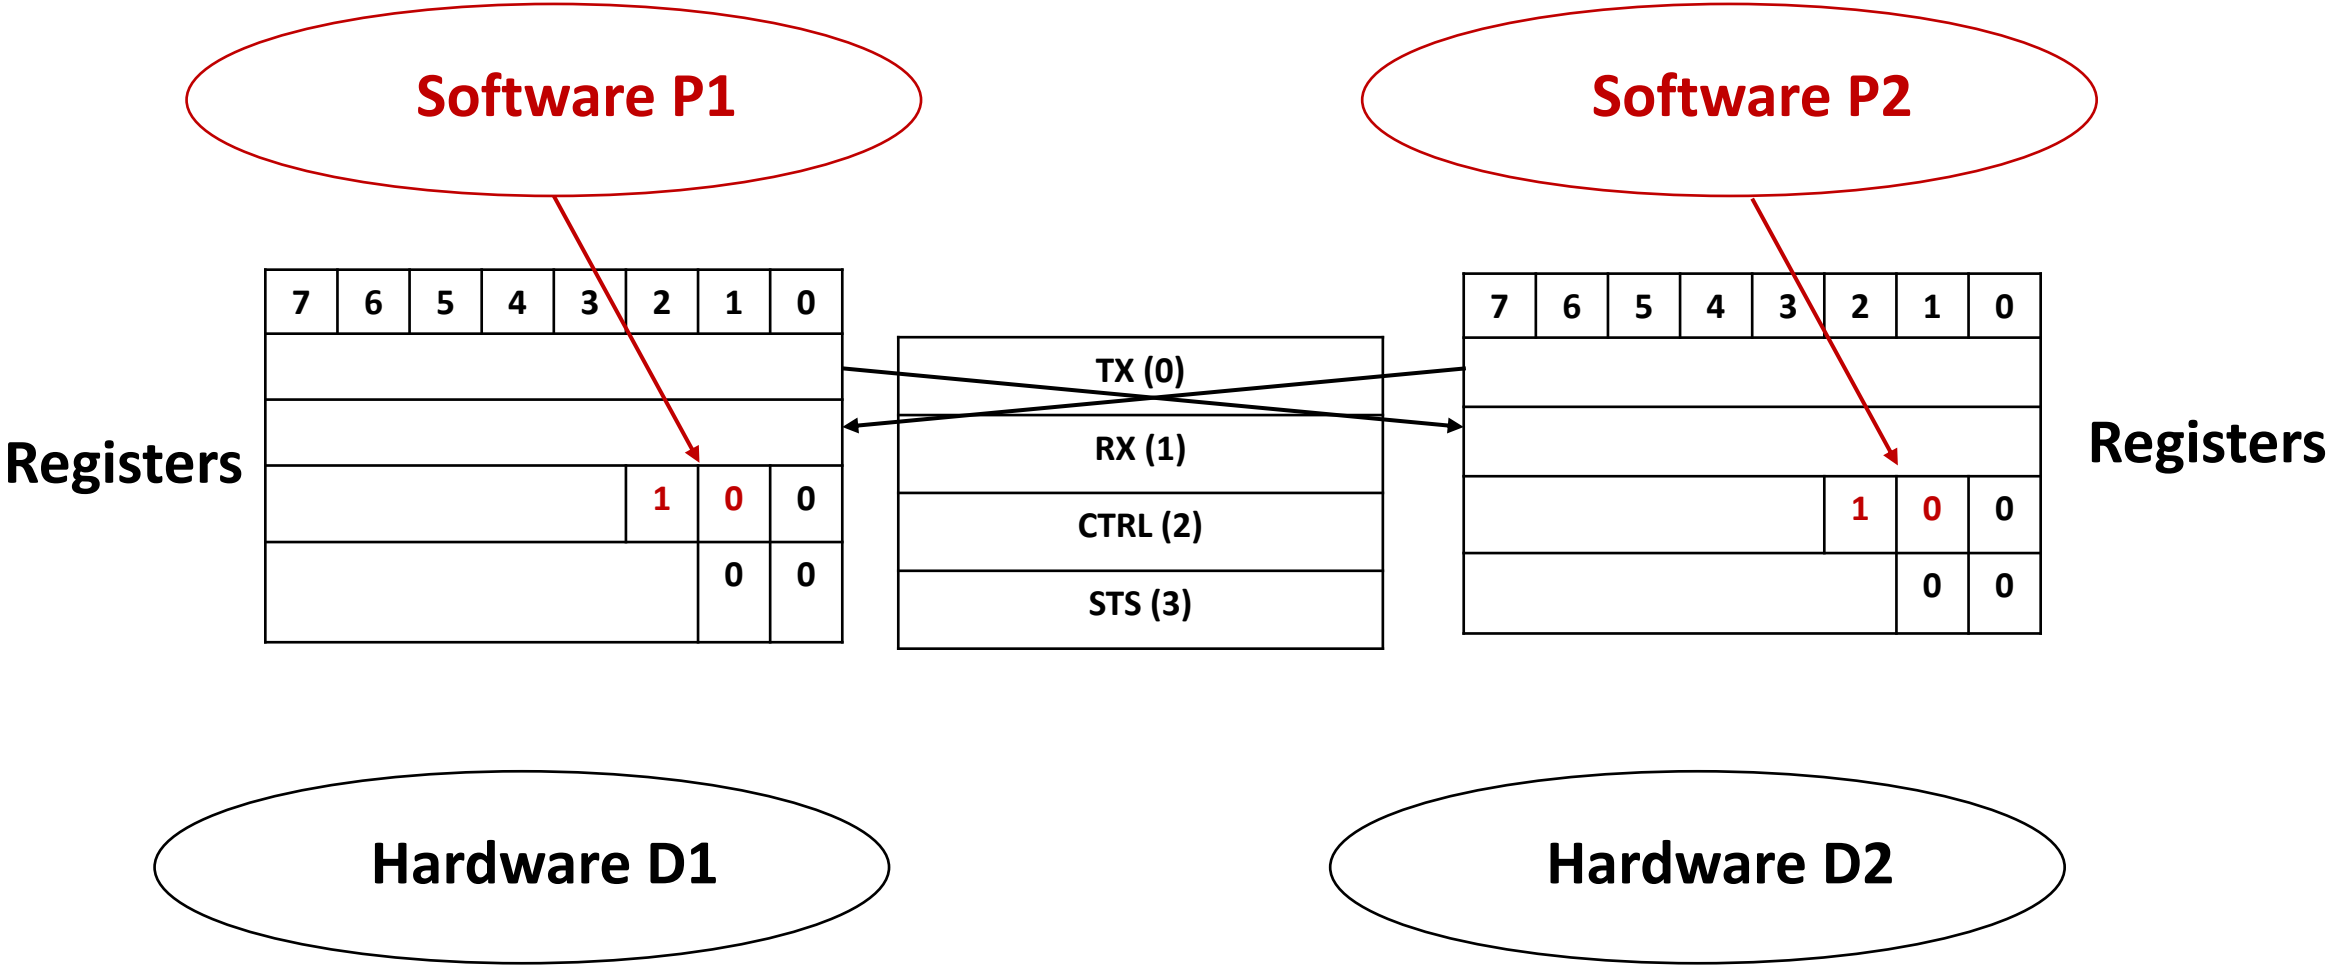 Software P1
Software P2
7 6 5 4 3 2 1 0
7 6 5 4 3 2 1 0
TX (0)
RX (1)
Registers
Registers
1 0 0
CTRL (2)
1 0 0
0 0
STS (3)
0 0
Hardware D1
Hardware D2